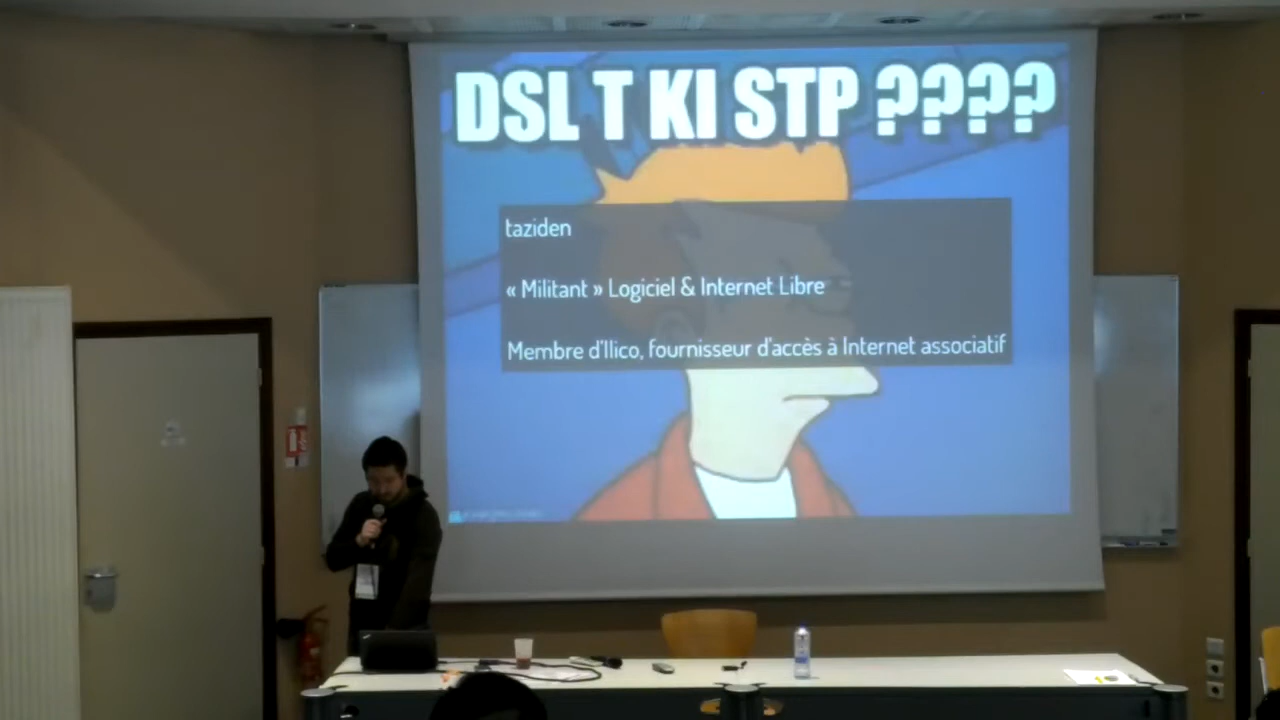 DSL T KI STP ????
taziden
« Militant » Logiciel & Internet Libre
Membre d'Ilico, fournisseur d'accès à Internet associatif